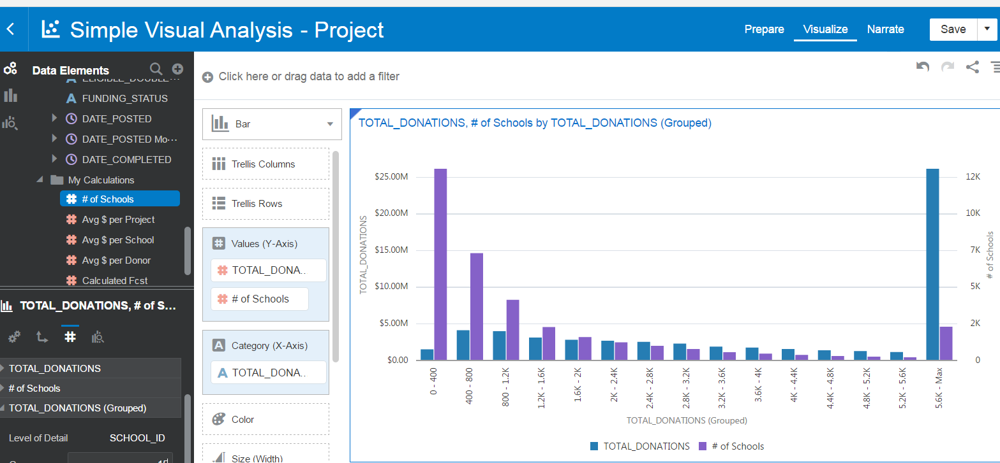 Simple Visual Analysis - Project
Prepare Visualize Narrate Save
Data Elements
ELIGIBLE_DOUBLE...
FUNDING_STATUS
DATE_POSTED
DATE_POSTED Mo...
DATE_COMPLETED
My Calculations
# of Schools
Avg $ per Project
Avg $ per School
Avg $ per Donor
Calculated Fcst
TOTAL_DONATIONS, # of S...
TOTAL_DONATIONS
# of Schools
TOTAL_DONATIONS (Grouped)
Level of Detail SCHOOL_ID
15
Click here or drag data to add a filter
Bar
Trellis Columns
Trellis Rows
Values (Y-Axis)
TOTAL_DONA..
# of Schools
Category (X-Axis)
TOTAL_DONA..
Color
Size (Width)
TOTAL_DONATIONS, # of Schools by TOTAL_DONATIONS (Grouped)
TOTAL_DONATIONS
$25.00M
$20.00M
$15.00M
$10.00M
$5.00M
$0.00
12K
10K
7K
5K
2K
0
# of Schools
0 - 400
400 - 800
800 - 1.2K
1.2K - 1.6K
1.6K - 2K
2K - 2.4K
2.4K - 2.8K
2.8K - 3.2K
3.2K - 3.6K
3.6K - 4K
4K - 4.4K
4.4K - 4.8K
4.8K - 5.2K
5.2K - 5.6K
5.6K - Max
TOTAL_DONATIONS (Grouped)
TOTAL_DONATIONS # of Schools